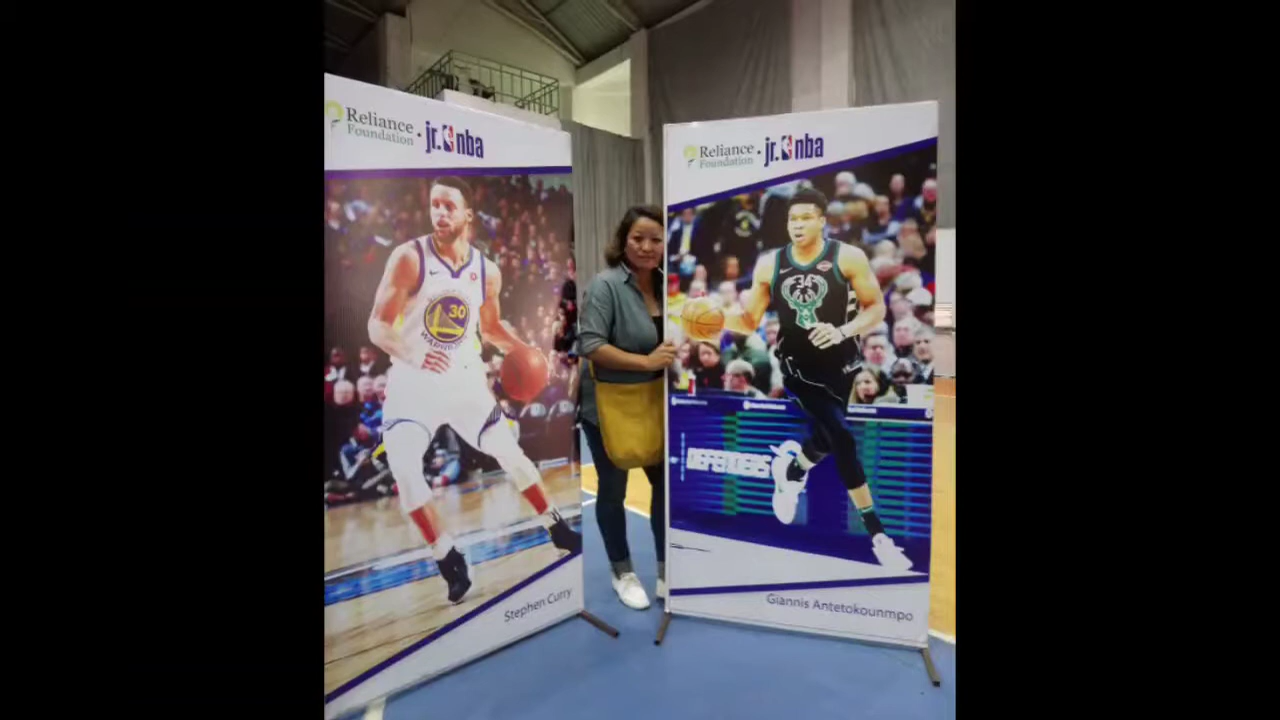 Reliance
Foundation
jr. nba
30
WARRIORS
Stephen Curry
Reliance
Foundation
jr. nba
34
DEFENDERS
Giannis Antetokounmpo